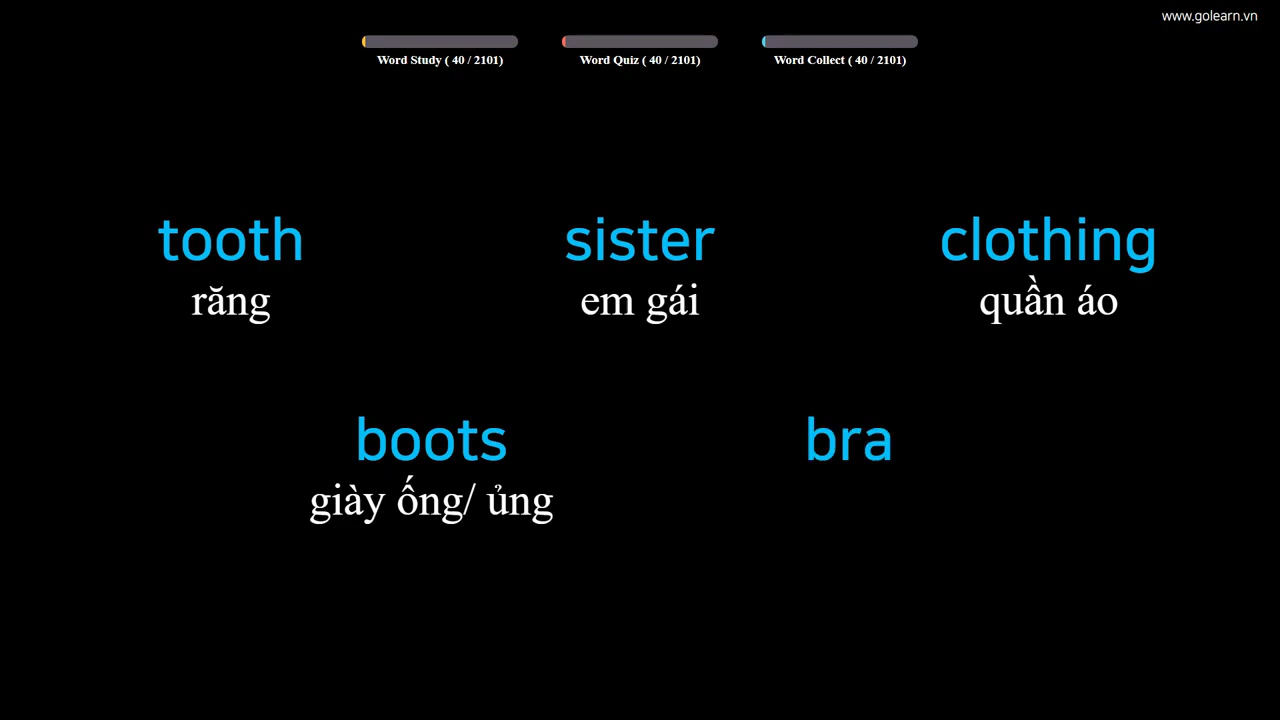 www.golearn.vn
Word Study ( 40 / 2101)
Word Quiz ( 40 / 2101)
Word Collect ( 40 / 2101)
tooth
răng
sister
em gái
clothing
quần áo
boots
giày ống/ ủng
bra